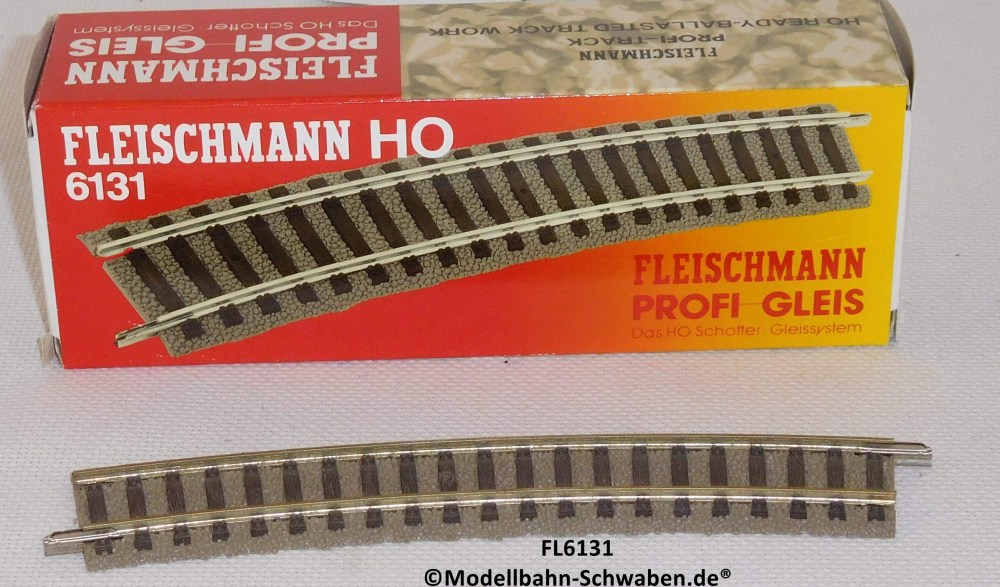 FLEISCHMANN
PROFI-GLEIS
Das HO Schotter-Gleissystem
FLEISCHMANN
PROFI-TRACK
HO READY-BALLASTED TRACK WORK
FLEISCHMANN HO
6131
FLEISCHMANN
PROFI-GLEIS
Das HO Schotter-Gleissystem
FL6131
©Modellbahn-Schwaben.de®